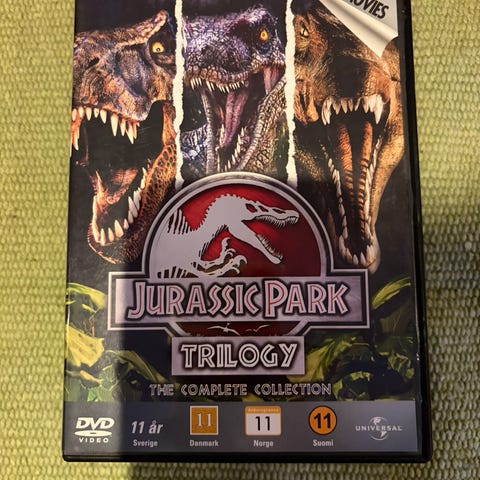 MOVIES
JURASSIC PARK
TRILOGY
THE COMPLETE COLLECTION
DVD
VIDEO
11 år
Sverige
11
Danmark
Aldersgrense
11
Norge
11
Suomi
UNIVERSAL